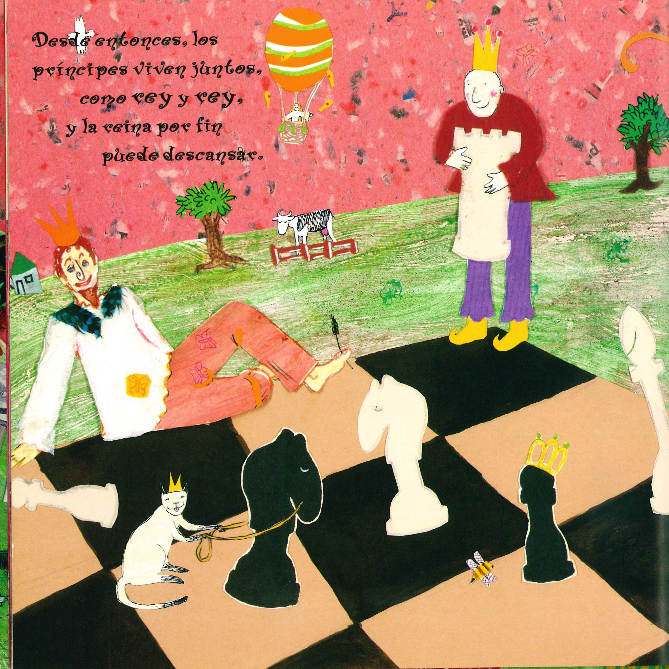 Desde entonces, los
príncipes viven juntos,
como rey y rey,
y la reina por fin
puede descansar.